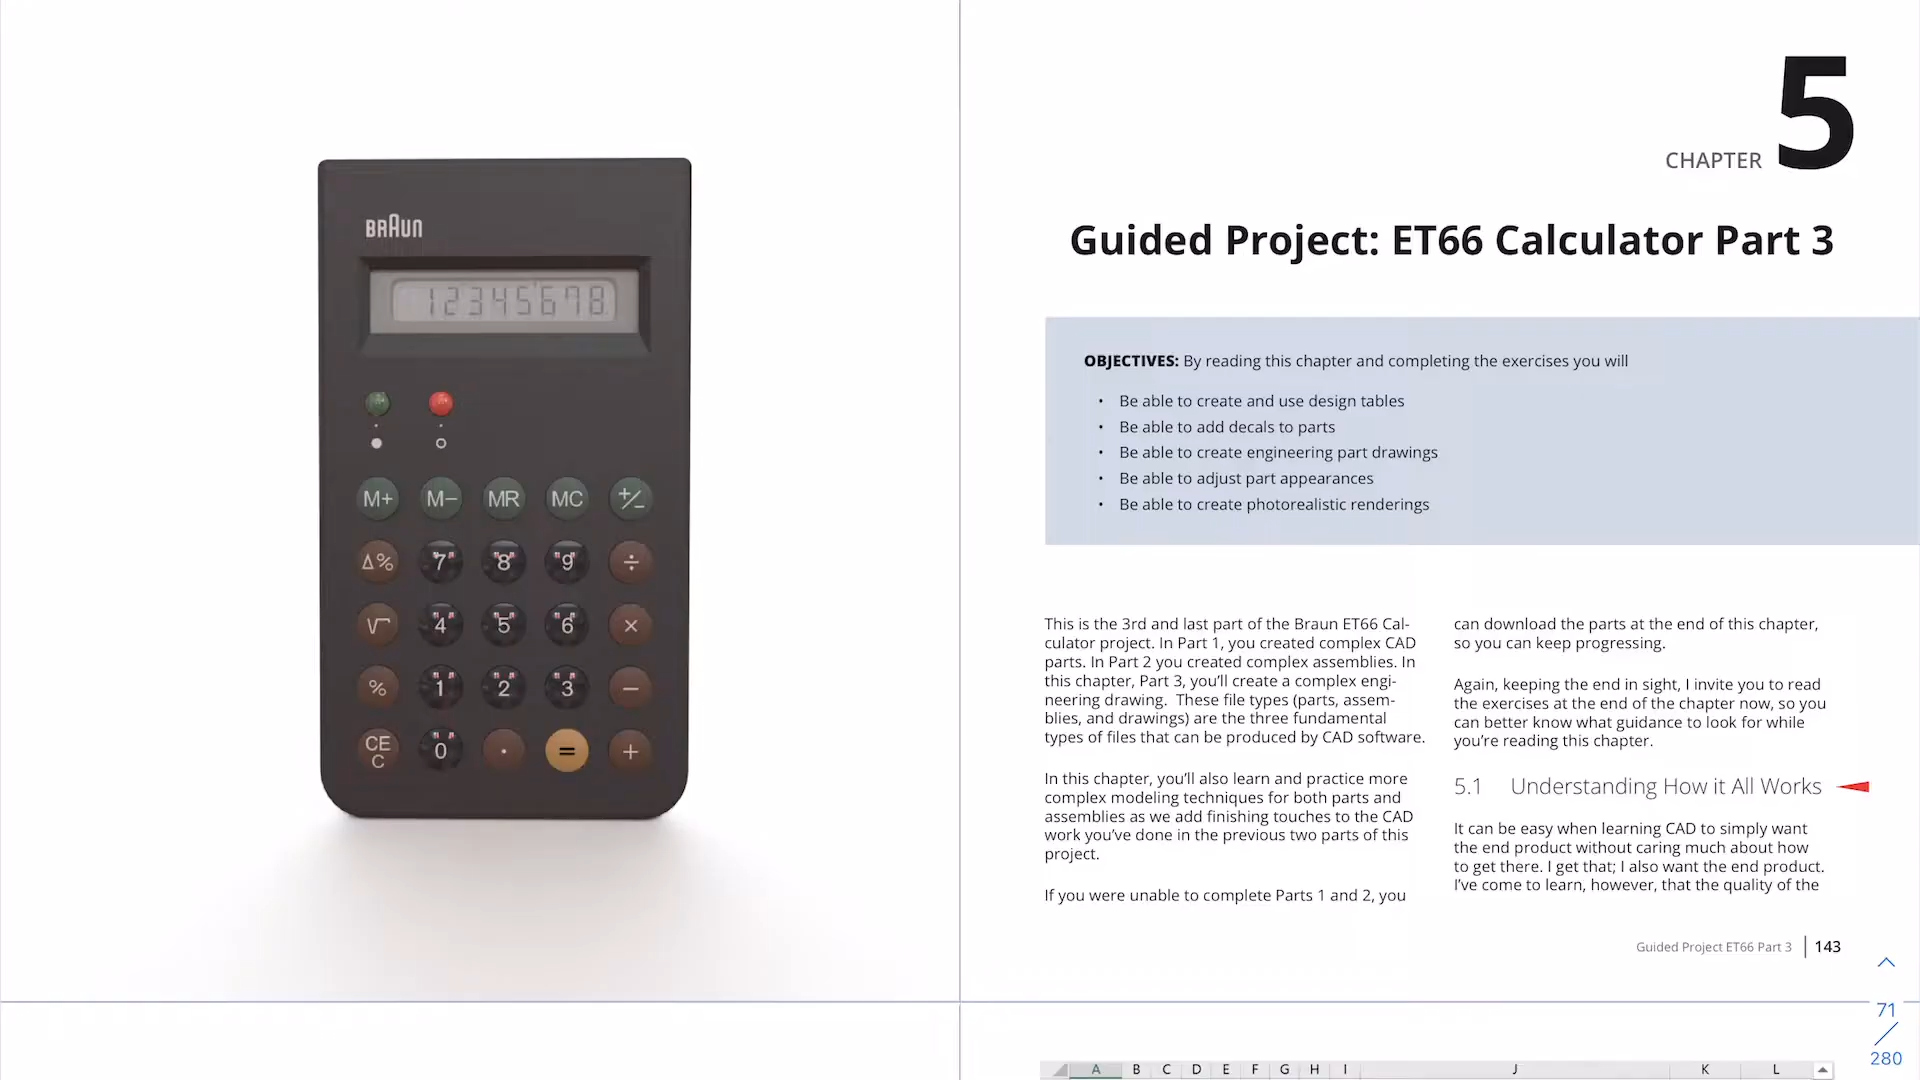 BRAUN
12345678
M+ M− MR MC +/−
Δ% 7 8 9 ÷
√ 4 5 6 ×
% 1 2 3 −
CE
C 0 · = +
CHAPTER 5
Guided Project: ET66 Calculator Part 3
OBJECTIVES: By reading this chapter and completing the exercises you will
• Be able to create and use design tables
• Be able to add decals to parts
• Be able to create engineering part drawings
• Be able to adjust part appearances
• Be able to create photorealistic renderings
This is the 3rd and last part of the Braun ET66 Cal-
culator project. In Part 1, you created complex CAD
parts. In Part 2 you created complex assemblies. In
this chapter, Part 3, you’ll create a complex engi-
neering drawing.  These file types (parts, assem-
blies, and drawings) are the three fundamental
types of files that can be produced by CAD software.
In this chapter, you’ll also learn and practice more
complex modeling techniques for both parts and
assemblies as we add finishing touches to the CAD
work you’ve done in the previous two parts of this
project.
If you were unable to complete Parts 1 and 2, you
can download the parts at the end of this chapter,
so you can keep progressing.
Again, keeping the end in sight, I invite you to read
the exercises at the end of the chapter now, so you
can better know what guidance to look for while
you’re reading this chapter.
5.1 Understanding How it All Works
It can be easy when learning CAD to simply want
the end product without caring much about how
to get there. I get that; I also want the end product.
I’ve come to learn, however, that the quality of the
Guided Project ET66 Part 3 | 143
71
/
280
A B C D E F G H I J K L